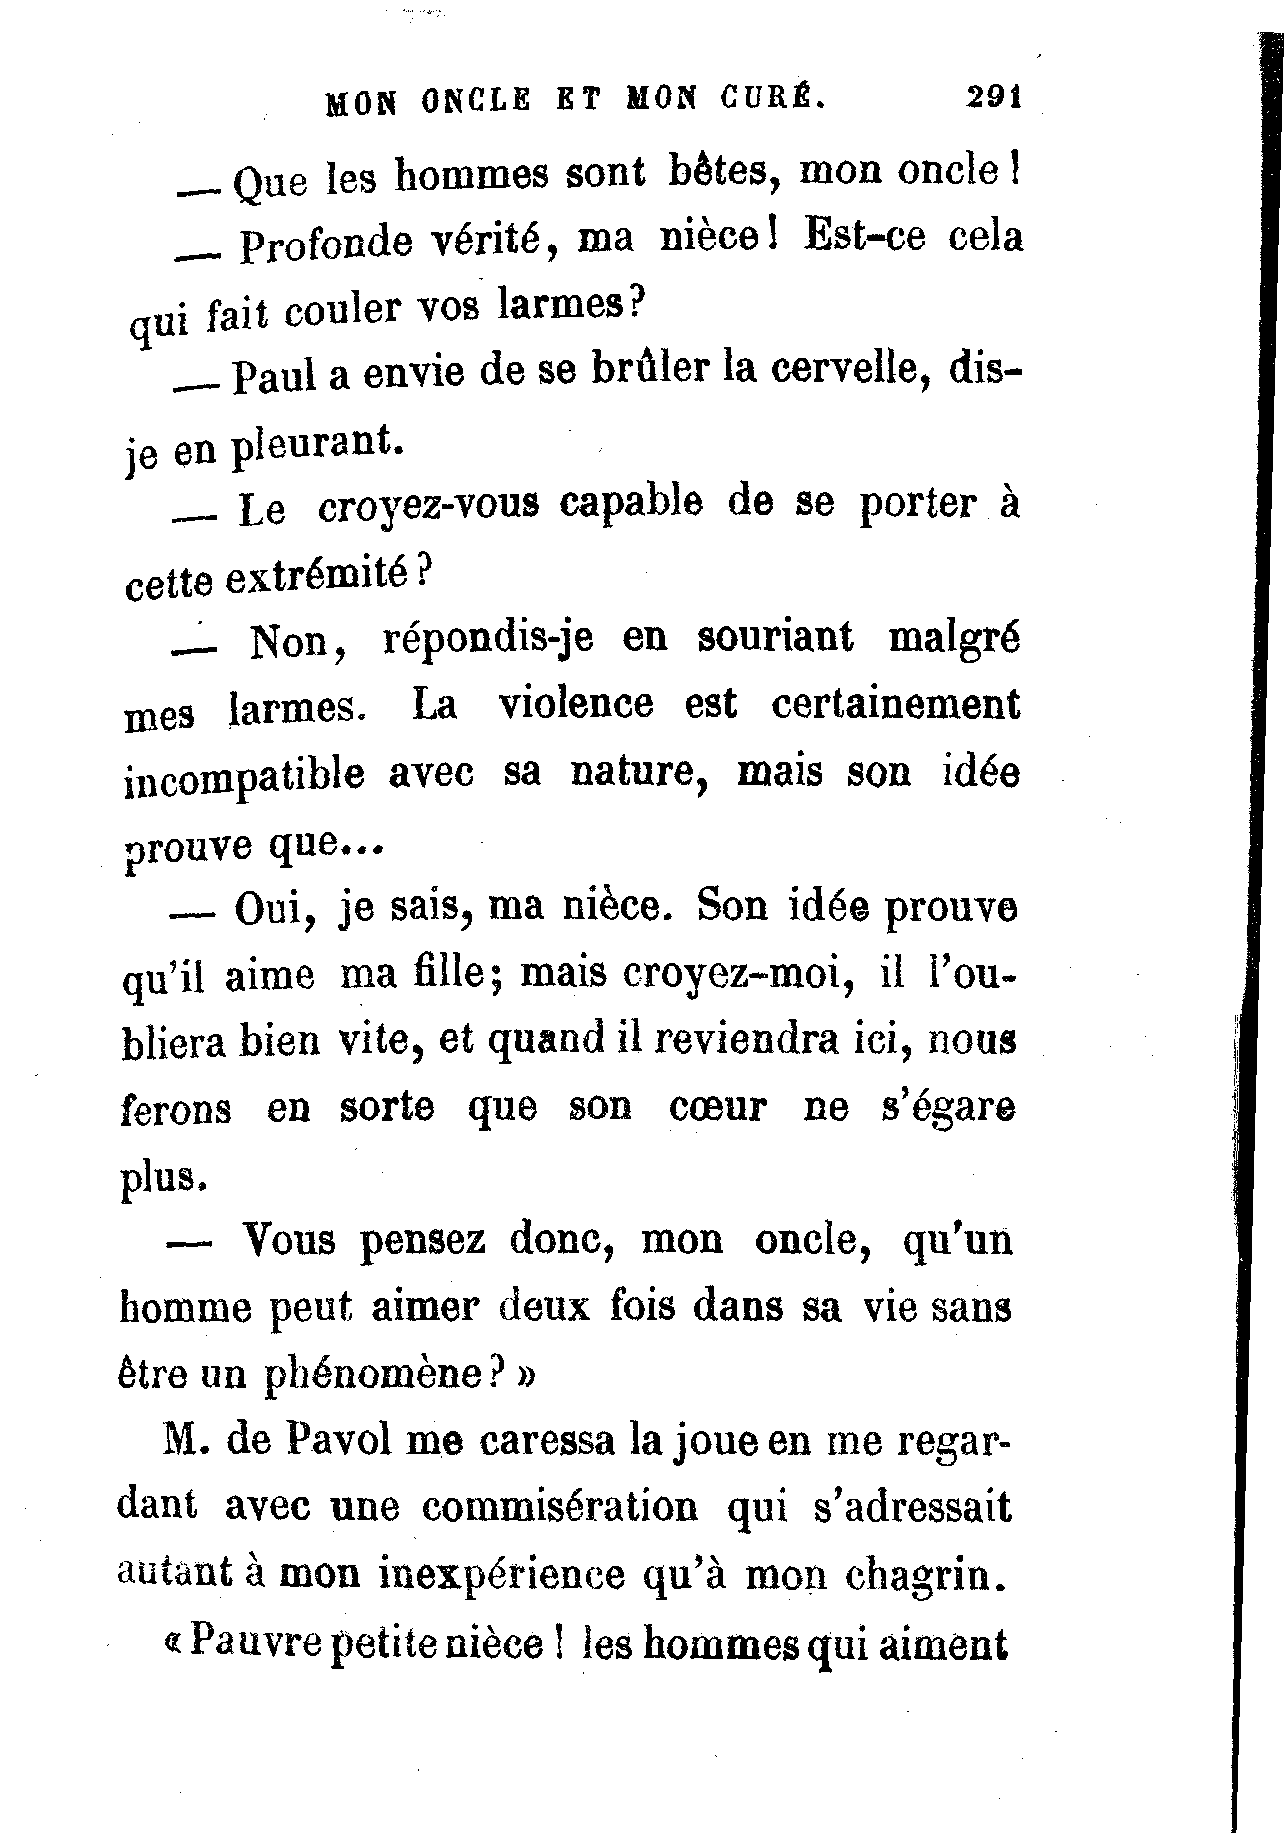 MON ONCLE ET MON CURÉ. 291
— Que les hommes sont bêtes, mon oncle !
— Profonde vérité, ma nièce ! Est-ce cela
qui fait couler vos larmes ?
— Paul a envie de se brûler la cervelle, dis-
je en pleurant.
— Le croyez-vous capable de se porter à
cette extrémité ?
— Non, répondis-je en souriant malgré
mes larmes. La violence est certainement
incompatible avec sa nature, mais son idée
prouve que...
— Oui, je sais, ma nièce. Son idée prouve
qu'il aime ma fille; mais croyez-moi, il l'ou-
bliera bien vite, et quand il reviendra ici, nous
ferons en sorte que son cœur ne s'égare
plus.
— Vous pensez donc, mon oncle, qu'un
homme peut aimer deux fois dans sa vie sans
être un phénomène ? »
M. de Pavol me caressa la joue en me regar-
dant avec une commisération qui s'adressait
autant à mon inexpérience qu'à mon chagrin.
« Pauvre petite nièce ! les hommes qui aiment